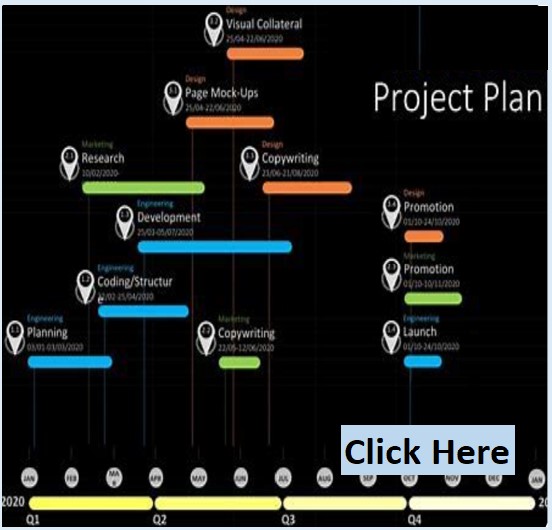 Design
Visual Collateral
25/04-22/06/2020
Design
Page Mock-Ups
25/04-22/06/2020
Project Plan
Marketing
Research
10/02/2020-
Design
Copywriting
23/06-21/08/2020
Engineering
Development
25/03-05/07/2020
Design
Promotion
01/10-24/10/2020
Engineering
Coding/Structur
e
/02-15/04/2020
Marketing
Promotion
01/10-10/11/2020
Engineering
Planning
03/01-03/03/2020
Marketing
Copywriting
22/05-12/06/2020
Engineering
Launch
01/10-24/10/2020
Click Here
JAN FEB MA APR MAY JUN JUL AUG SEP OCT NOV DEC JAN
2020
Q1 Q2 Q3 Q4